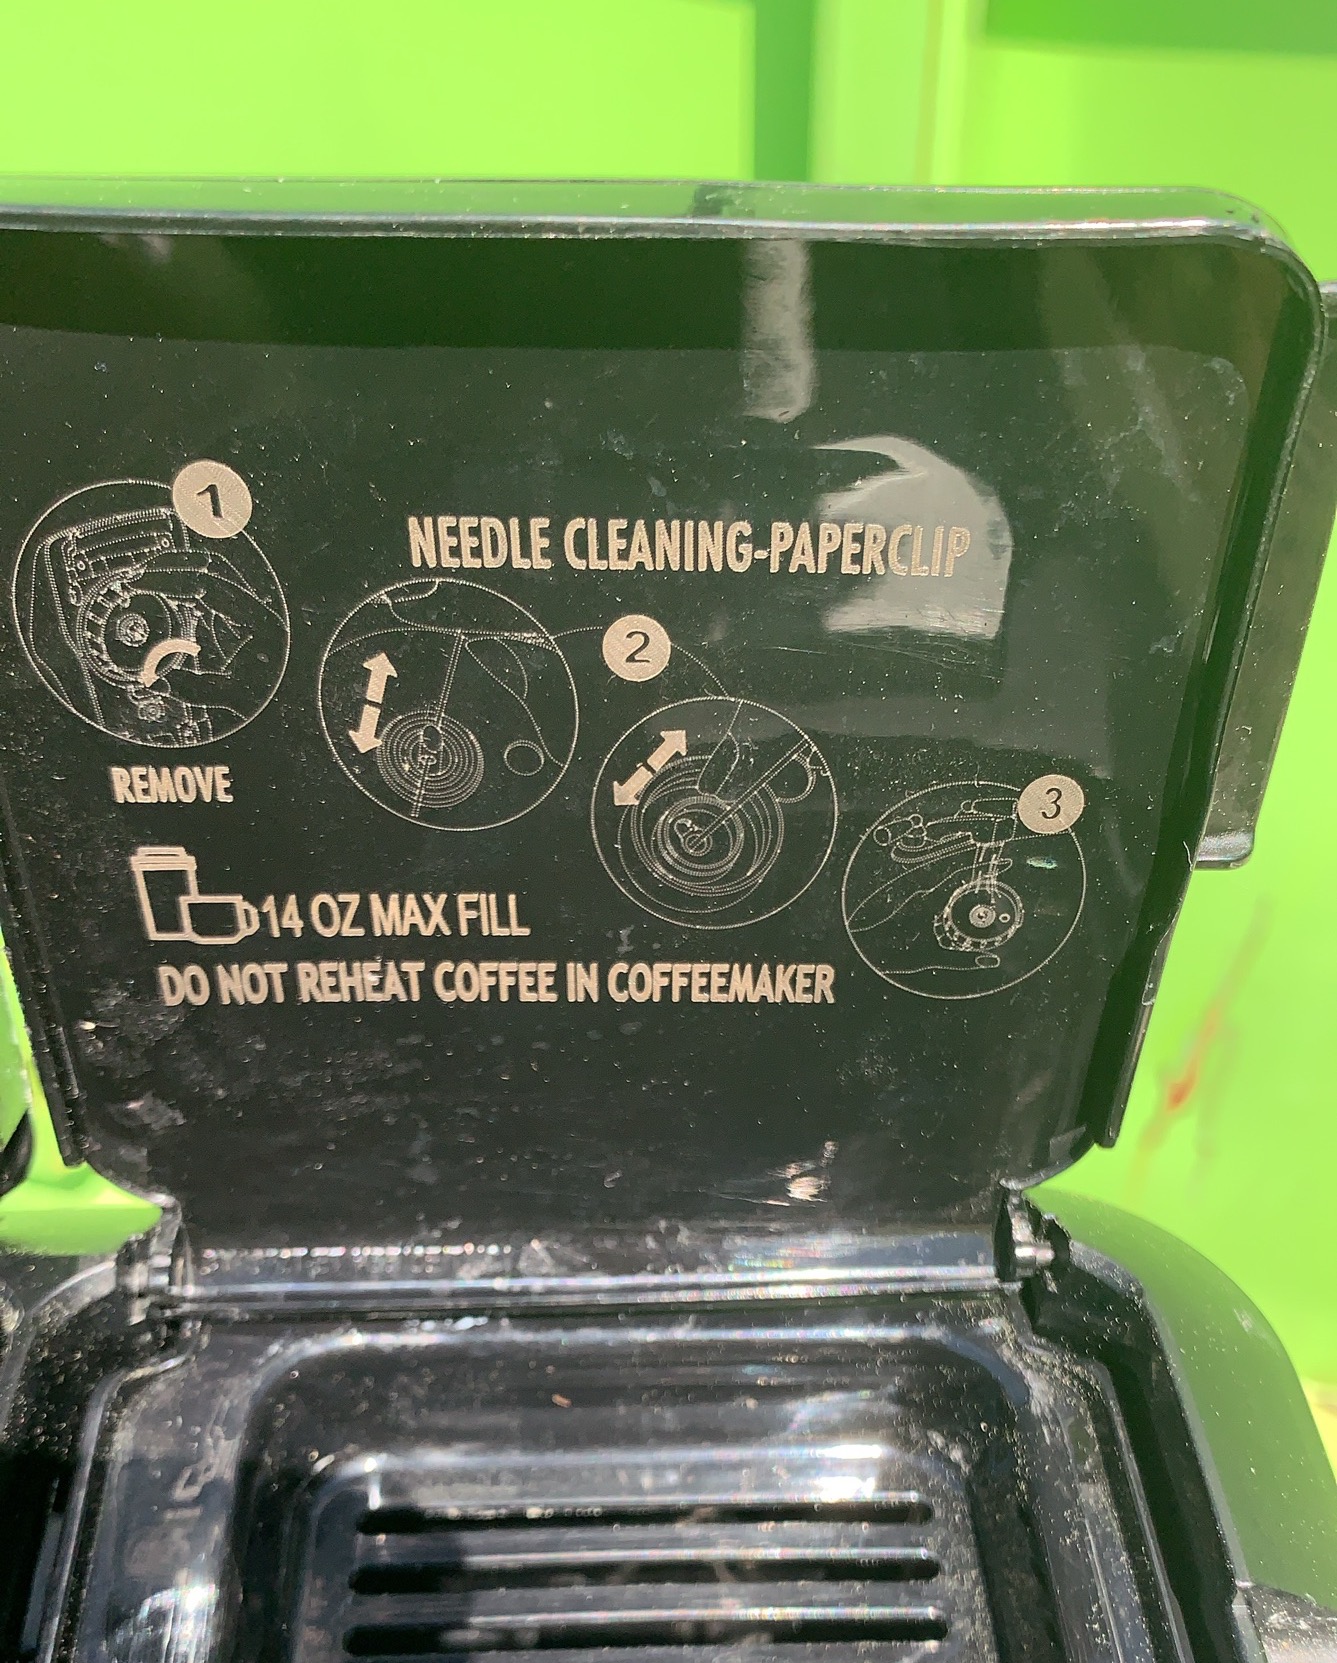 1
NEEDLE CLEANING-PAPERCLIP
2
3
REMOVE
14 OZ MAX FILL
DO NOT REHEAT COFFEE IN COFFEEMAKER